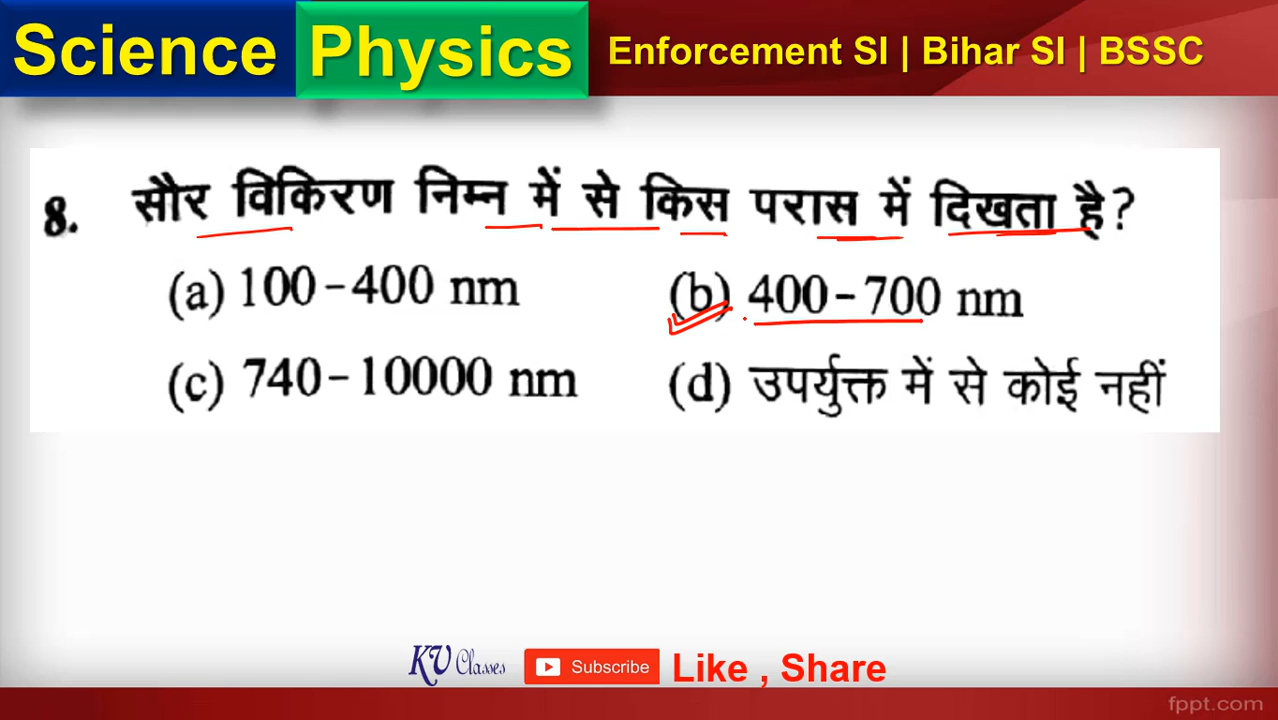 Science Physics Enforcement SI | Bihar SI | BSSC
8. सौर विकिरण निम्न में से किस परास में दिखता है?
(a) 100-400 nm (b) 400-700 nm
(c) 740-10000 nm (d) उपर्युक्त में से कोई नहीं
KV Classes Subscribe Like , Share
fppt.com